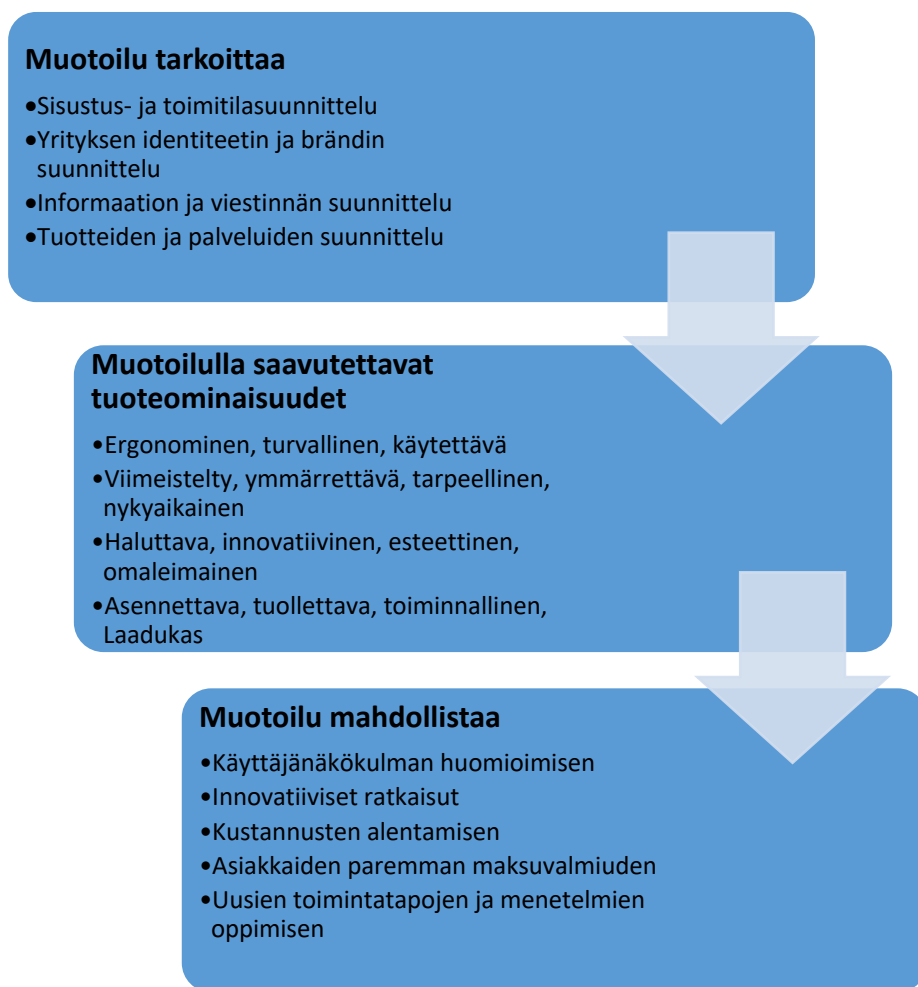 Muotoilu tarkoittaa
•Sisustus- ja toimitilasuunnittelu
•Yrityksen identiteetin ja brändin
suunnittelu
•Informaation ja viestinnän suunnittelu
•Tuotteiden ja palveluiden suunnittelu
Muotoilulla saavutettavat
tuoteominaisuudet
•Ergonominen, turvallinen, käytettävä
•Viimeistelty, ymmärrettävä, tarpeellinen,
nykyaikainen
•Haluttava, innovatiivinen, esteettinen,
omaleimainen
•Asennettava, tuollettava, toiminnallinen,
Laadukas
Muotoilu mahdollistaa
•Käyttäjänäkökulman huomioimisen
•Innovatiiviset ratkaisut
•Kustannusten alentamisen
•Asiakkaiden paremman maksuvalmiuden
•Uusien toimintatapojen ja menetelmien
oppimisen